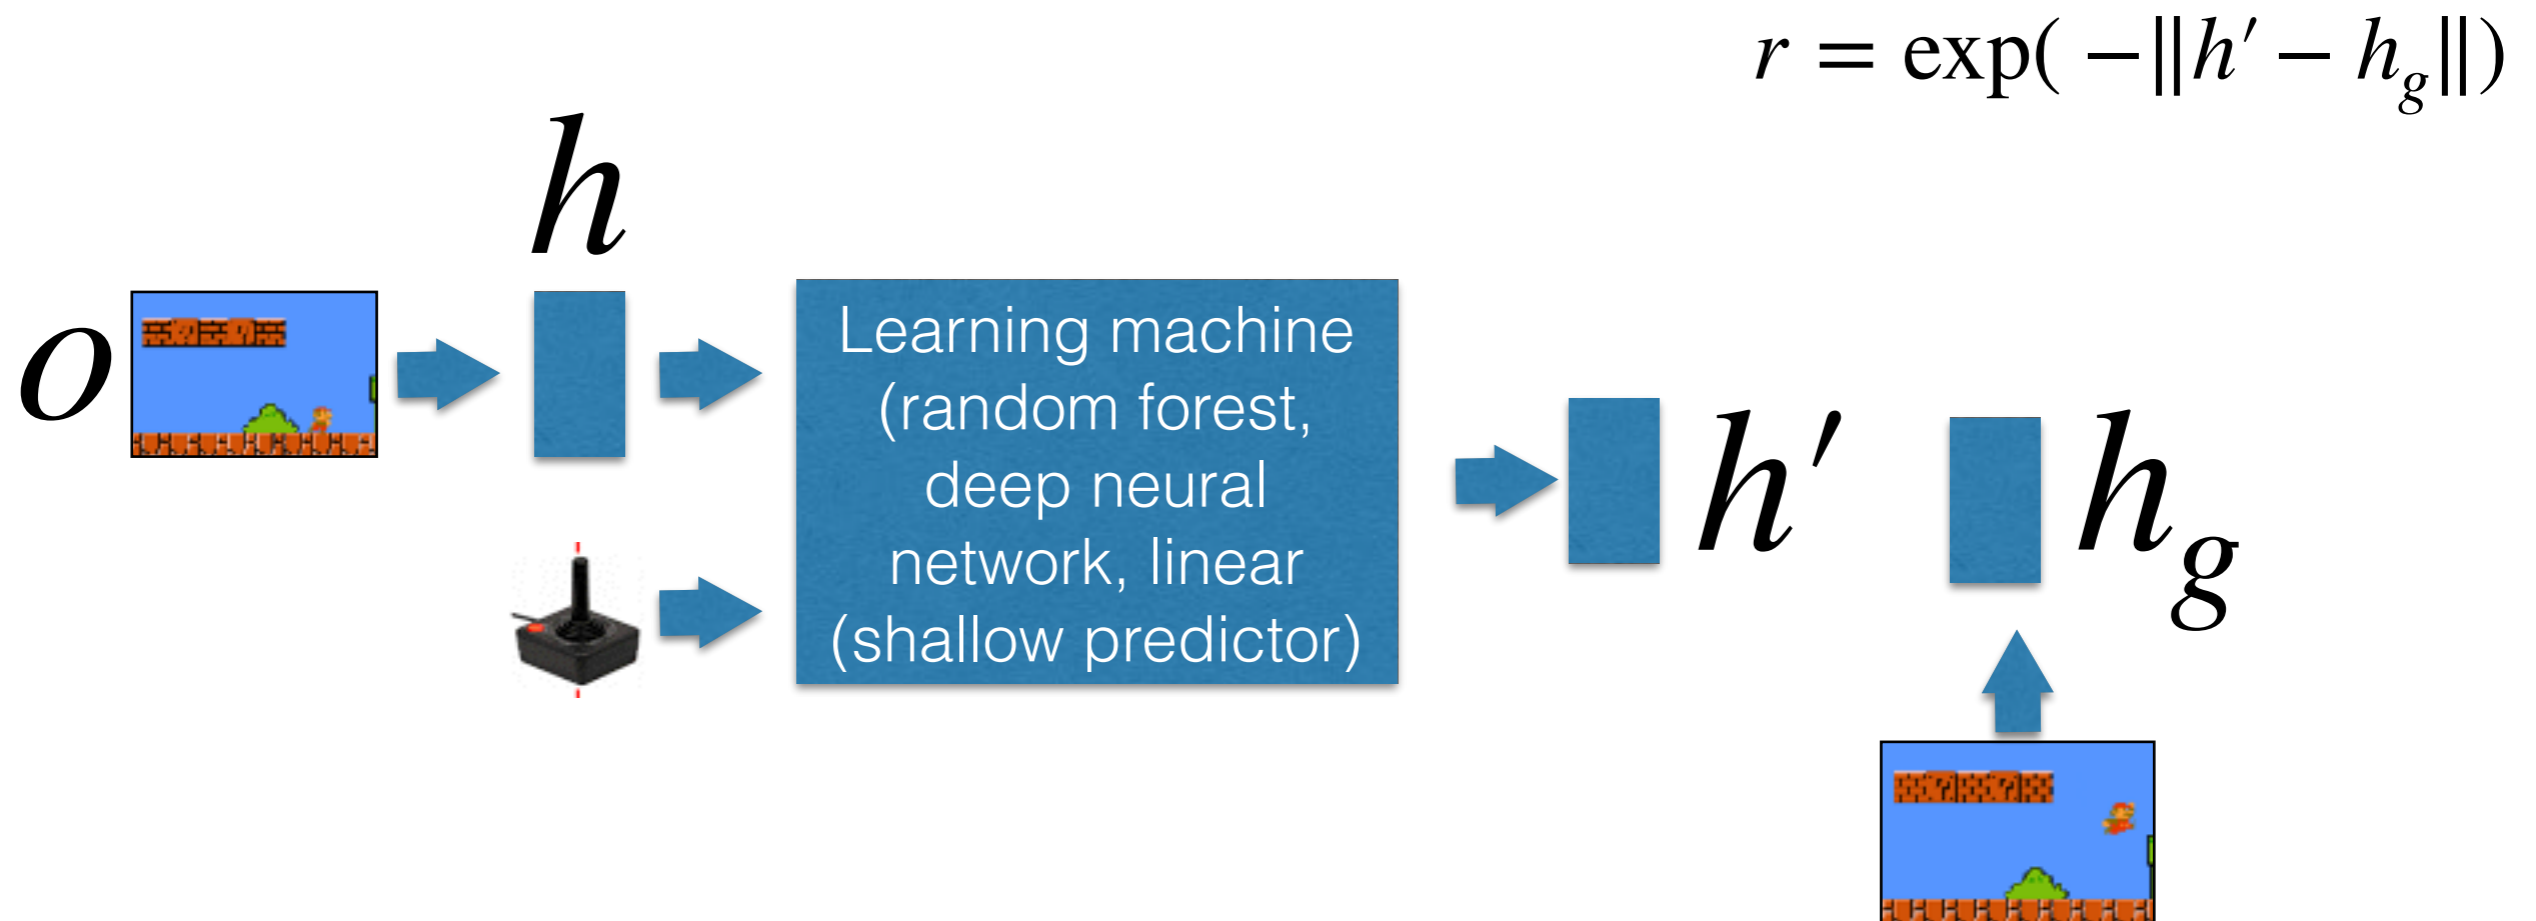 r = exp( −∥h′ − h_g∥)
h
o
Learning machine
(random forest,
deep neural
network, linear
(shallow predictor)
h′
h_g